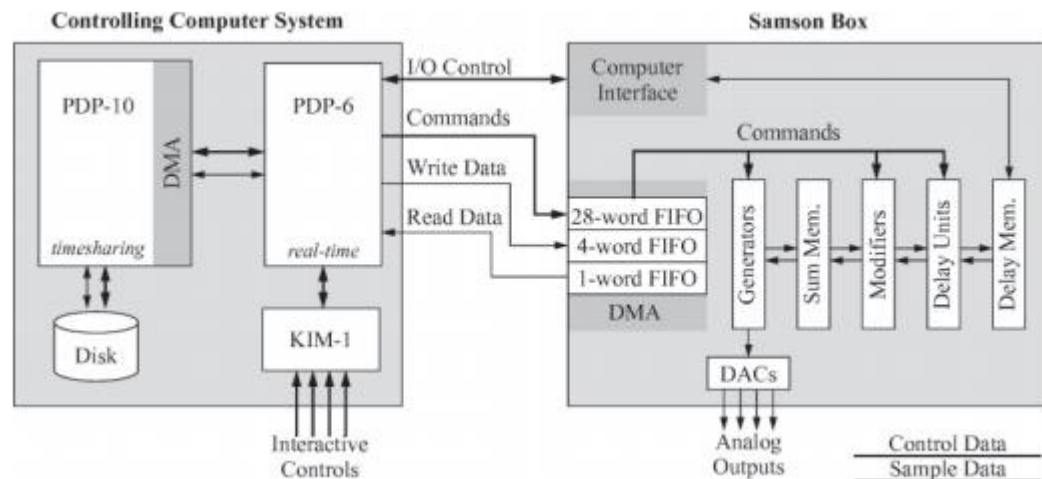 Controlling Computer System
Samson Box
PDP-10
DMA
timesharing
Disk
PDP-6
real-time
KIM-1
Interactive
Controls
I/O Control
Commands
Write Data
Read Data
Computer
Interface
28-word FIFO
4-word FIFO
1-word FIFO
DMA
Commands
Generators
Sum Mem.
Modifiers
Delay Units
Delay Mem.
DACs
Analog
Outputs
Control Data
Sample Data